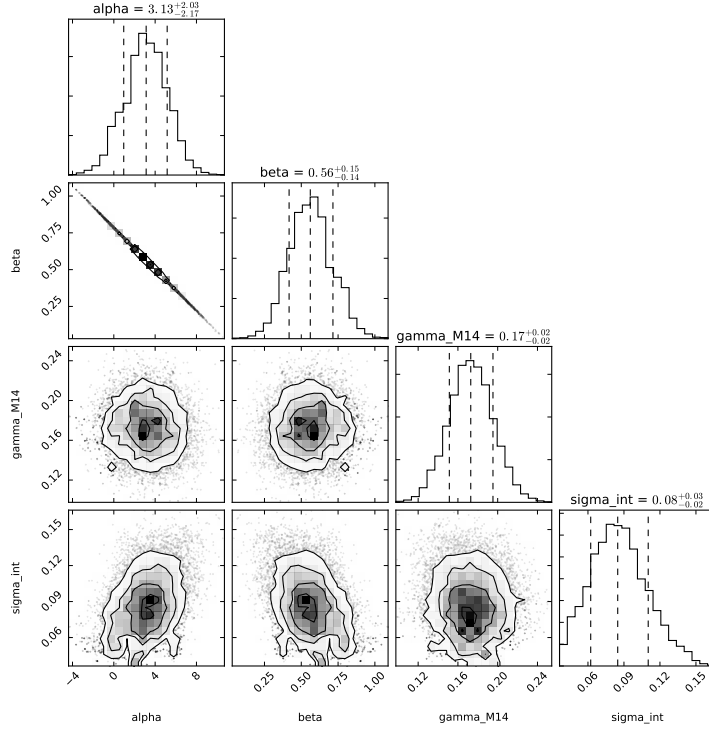 alpha = 3.13+2.03−2.17
beta = 0.56+0.15−0.14
gamma_M14 = 0.17+0.02−0.02
sigma_int = 0.08+0.03−0.02
beta
1.00
0.75
0.50
0.25
gamma_M14
0.24
0.20
0.16
0.12
sigma_int
0.15
0.12
0.09
0.06
−4 0 4 8
0.25 0.50 0.75 1.00
0.12 0.16 0.20 0.24
0.06 0.09 0.12 0.15
alpha beta gamma_M14 sigma_int